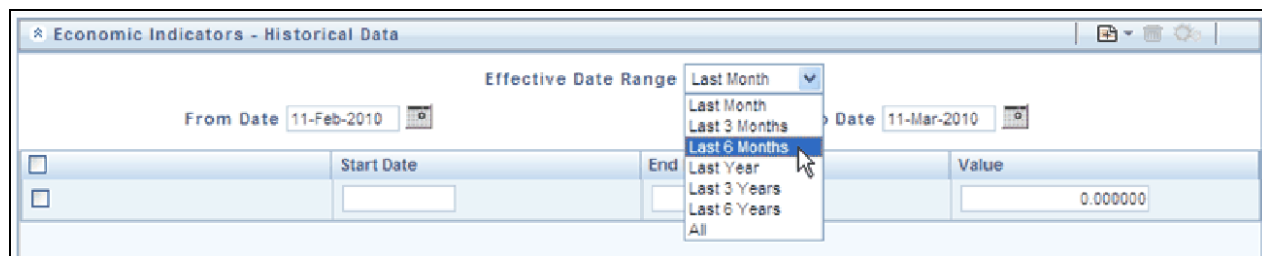 Economic Indicators - Historical Data
Effective Date Range Last Month
From Date 11-Feb-2010 Date 11-Mar-2010
Last Month
Last 3 Months
Last 6 Months
Last Year
Last 3 Years
Last 6 Years
All
Start Date End Value
0.000000